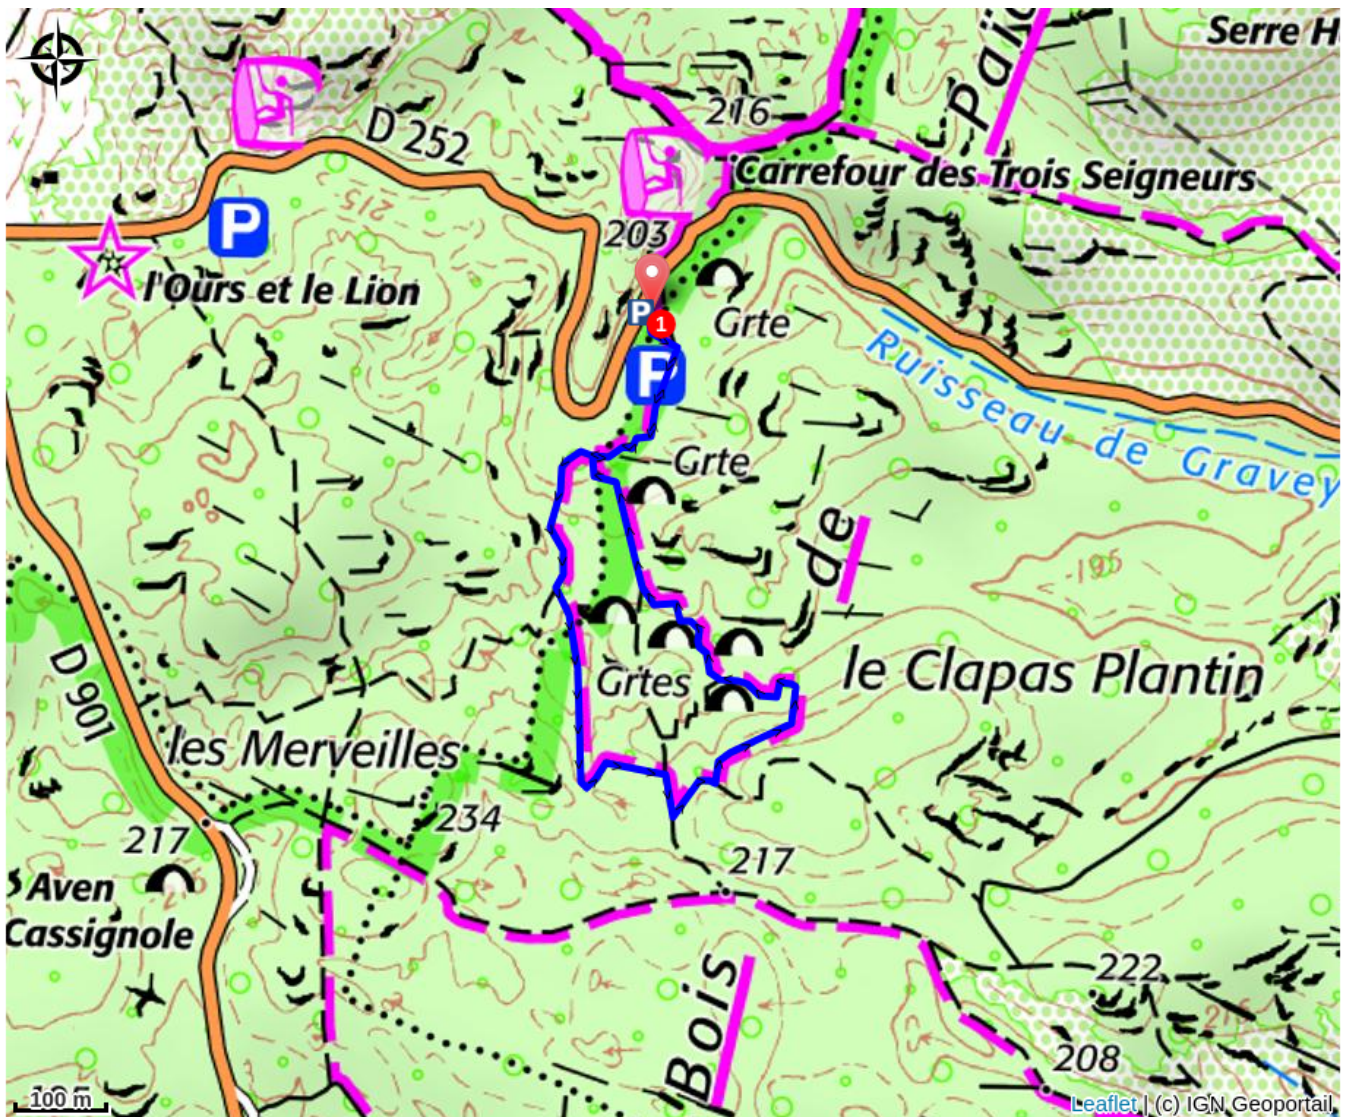 Serre H
Païc
216
D 252
Carrefour des Trois Seigneurs
215
203
P
l'Ours et le Lion
P
1
Grte
P
Ruisseau de Gravey
Grte
de
195
D 901
Grtes
le Clapas Plantin
les Merveilles
234
217
217
Aven
Cassignole
222
Bois
208
100 m
Leaflet | (c) IGN Geoportail